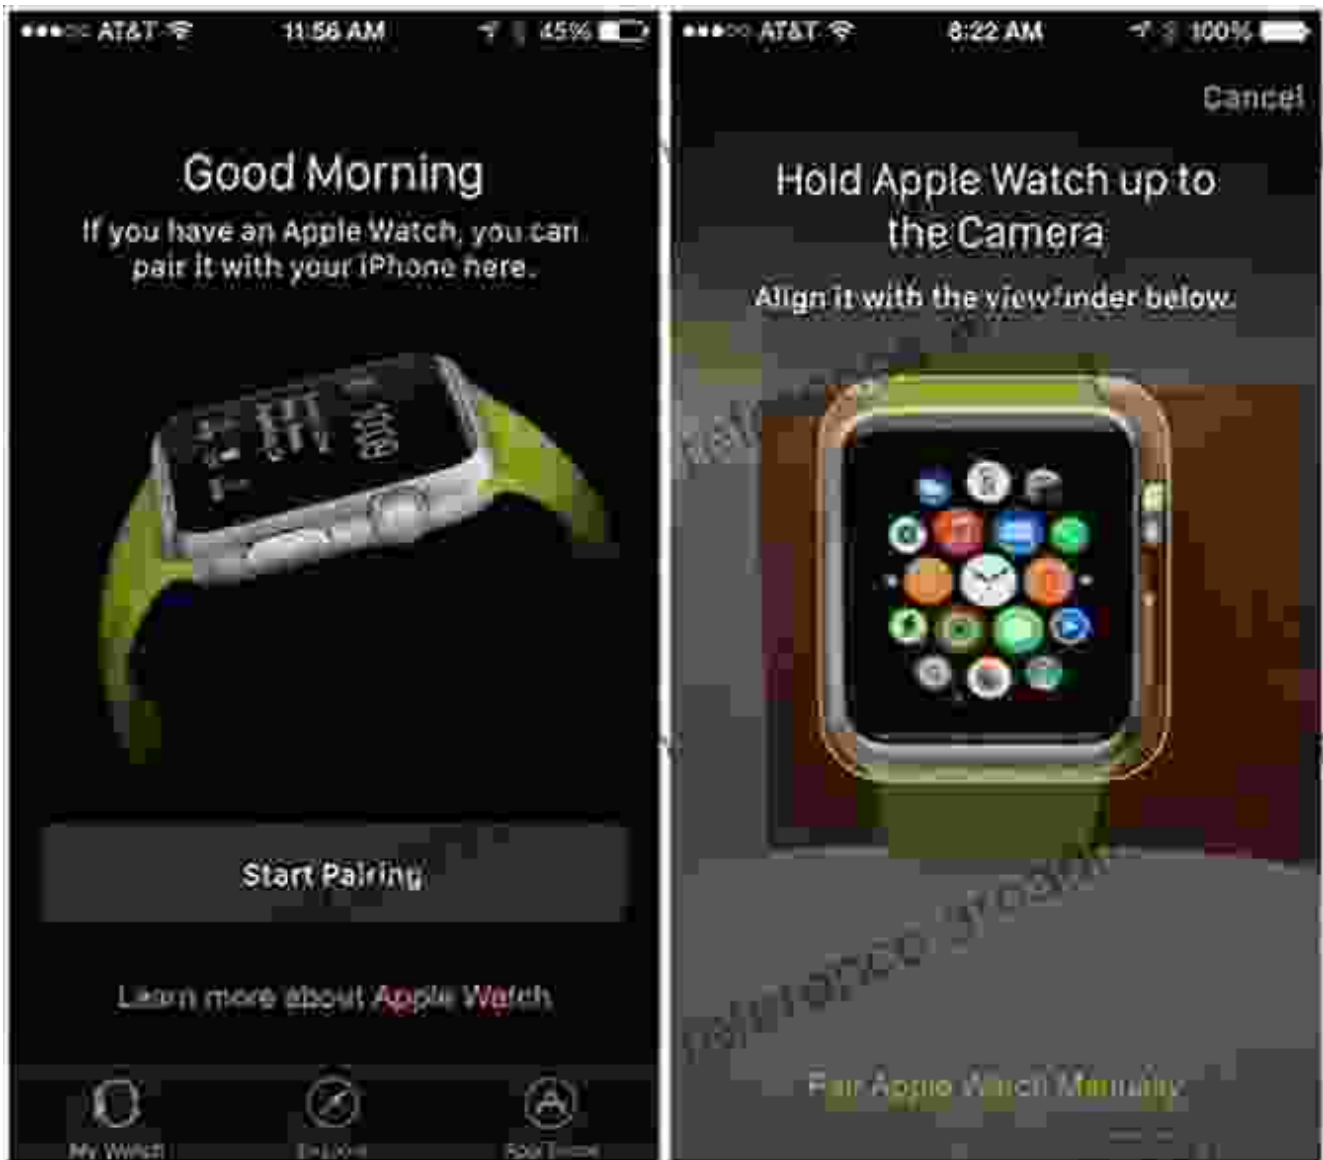 AT&T 11:56 AM 45%
Good Morning
If you have an Apple Watch, you can
pair it with your iPhone here.
Start Pairing
Learn more about Apple Watch
My Watch
AT&T 8:22 AM 100%
Cancel
Hold Apple Watch up to
the Camera
Align it with the viewfinder below.
Pair Apple Watch Manually